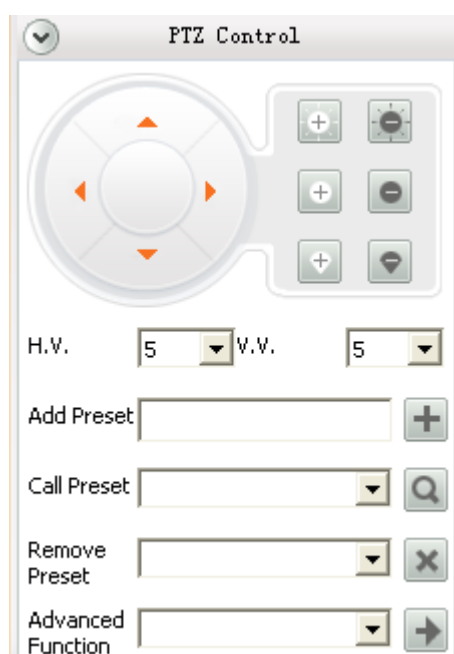 PTZ Control
H.V. 5 V.V. 5
Add Preset
Call Preset
Remove
Preset
Advanced
Function